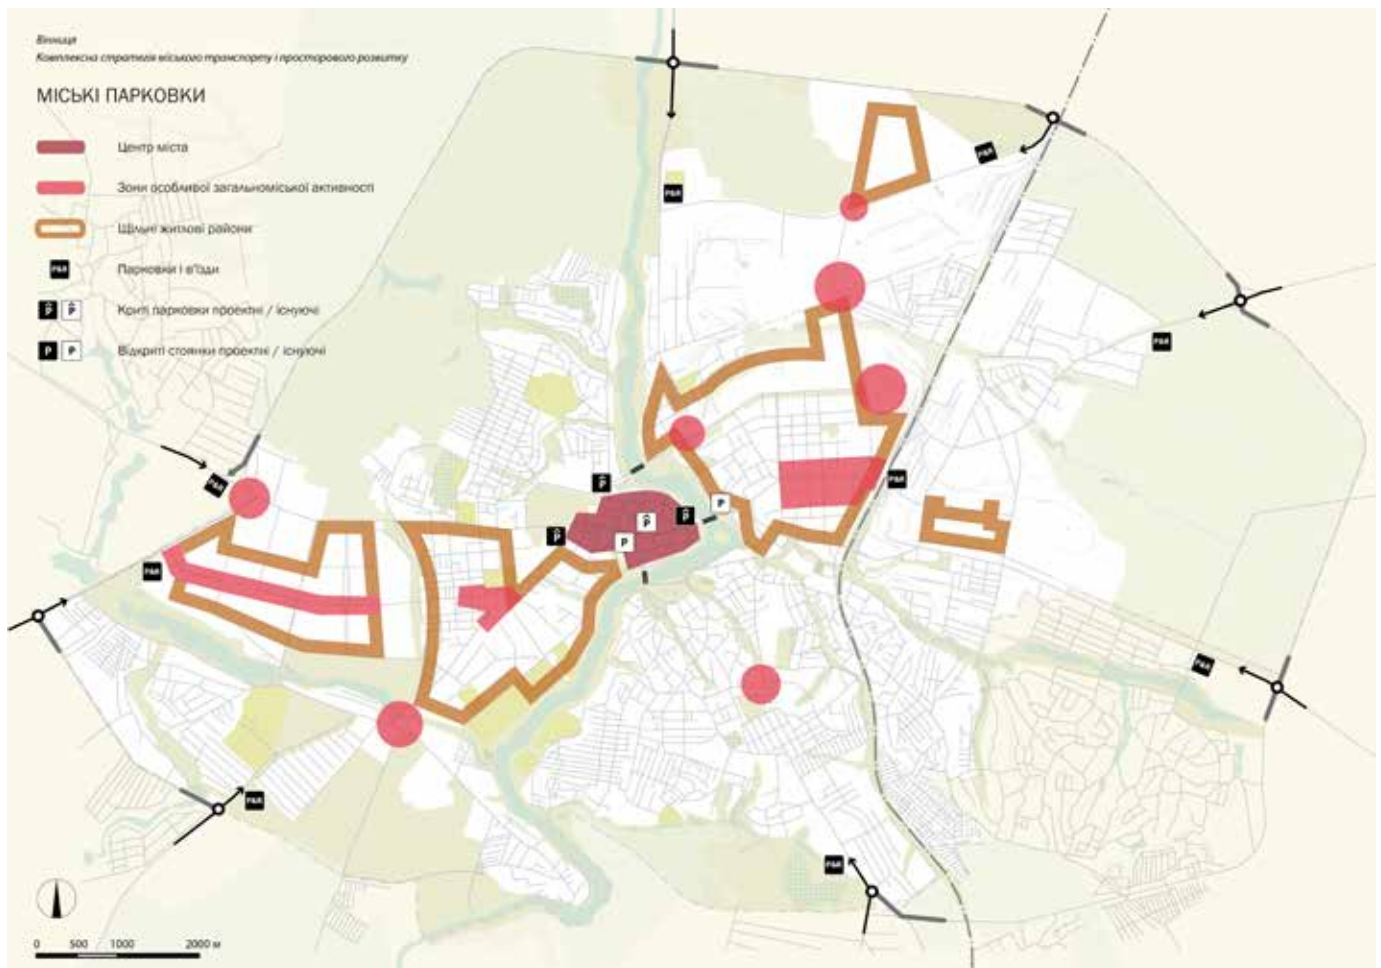 Вінниця
Комплексна стратегія міського транспорту і просторового розвитку
МІСЬКІ ПАРКОВКИ
Центр міста
Зони особливої загальноміської активності
Щільні житлові райони
P&R Парковки і в'їзди
P P Криті парковки проектні / існуючі
P P Відкриті стоянки проектні / існуючі
P&R
P&R
P&R
P&R
P
P&R
P
P
P
P
P
P&R
P&R
P&R
P&R
0 500 1000 2000 м